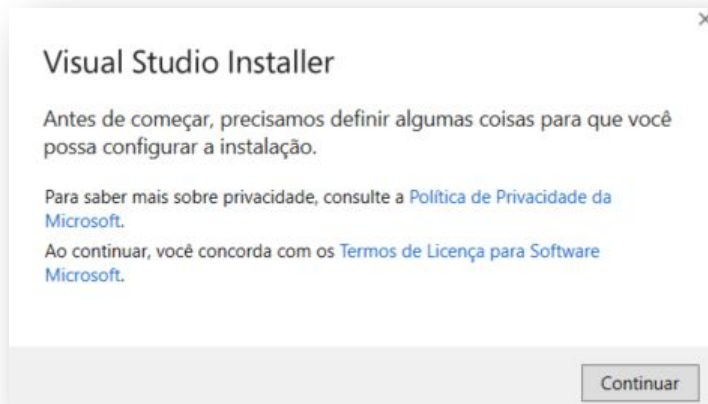 Visual Studio Installer
Antes de começar, precisamos definir algumas coisas para que você
possa configurar a instalação.
Para saber mais sobre privacidade, consulte a Política de Privacidade da
Microsoft.
Ao continuar, você concorda com os Termos de Licença para Software
Microsoft.
Continuar